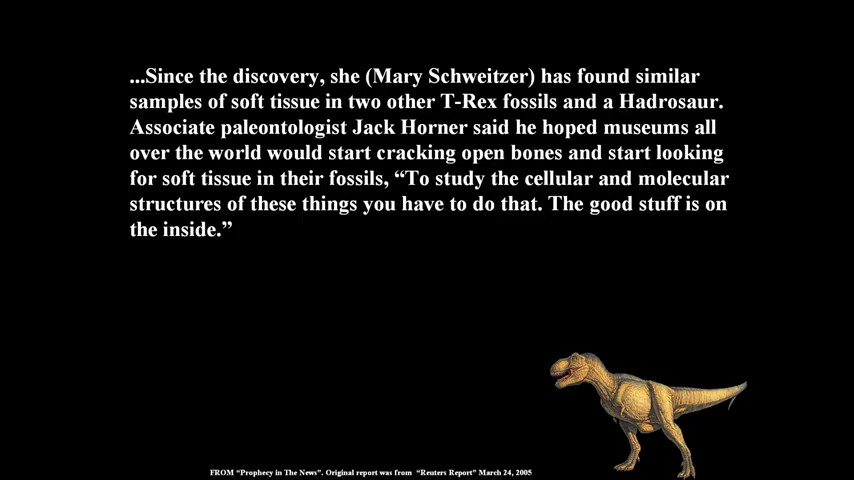 ...Since the discovery, she (Mary Schweitzer) has found similar
samples of soft tissue in two other T-Rex fossils and a Hadrosaur.
Associate paleontologist Jack Horner said he hoped museums all
over the world would start cracking open bones and start looking
for soft tissue in their fossils, “To study the cellular and molecular
structures of these things you have to do that. The good stuff is on
the inside.”
FROM “Prophecy in The News”. Original report was from “Reuters Report” March 24, 2005